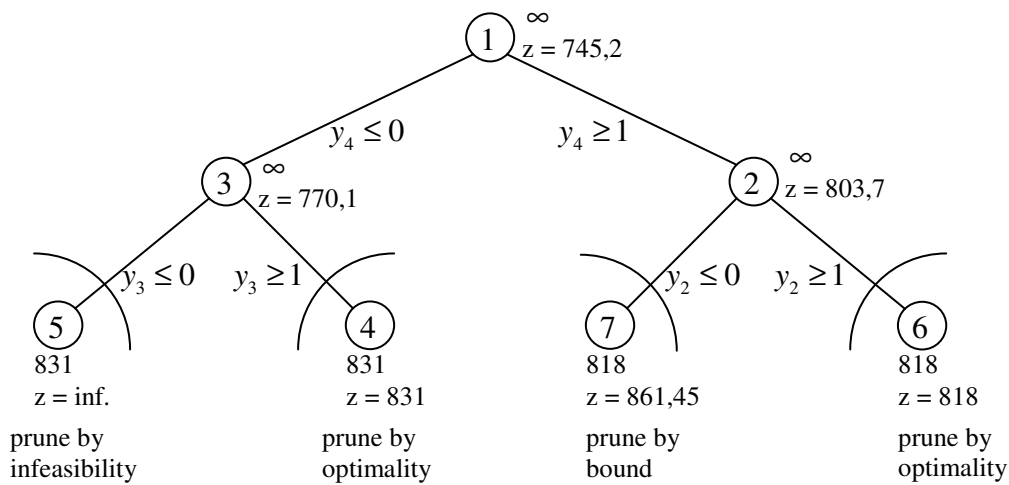 1
∞
z = 745,2
y₄ ≤ 0
y₄ ≥ 1
3
∞
z = 770,1
2
∞
z = 803,7
y₃ ≤ 0
y₃ ≥ 1
y₂ ≤ 0
y₂ ≥ 1
5
831
z = inf.
prune by
infeasibility
4
831
z = 831
prune by
optimality
7
818
z = 861,45
prune by
bound
6
818
z = 818
prune by
optimality